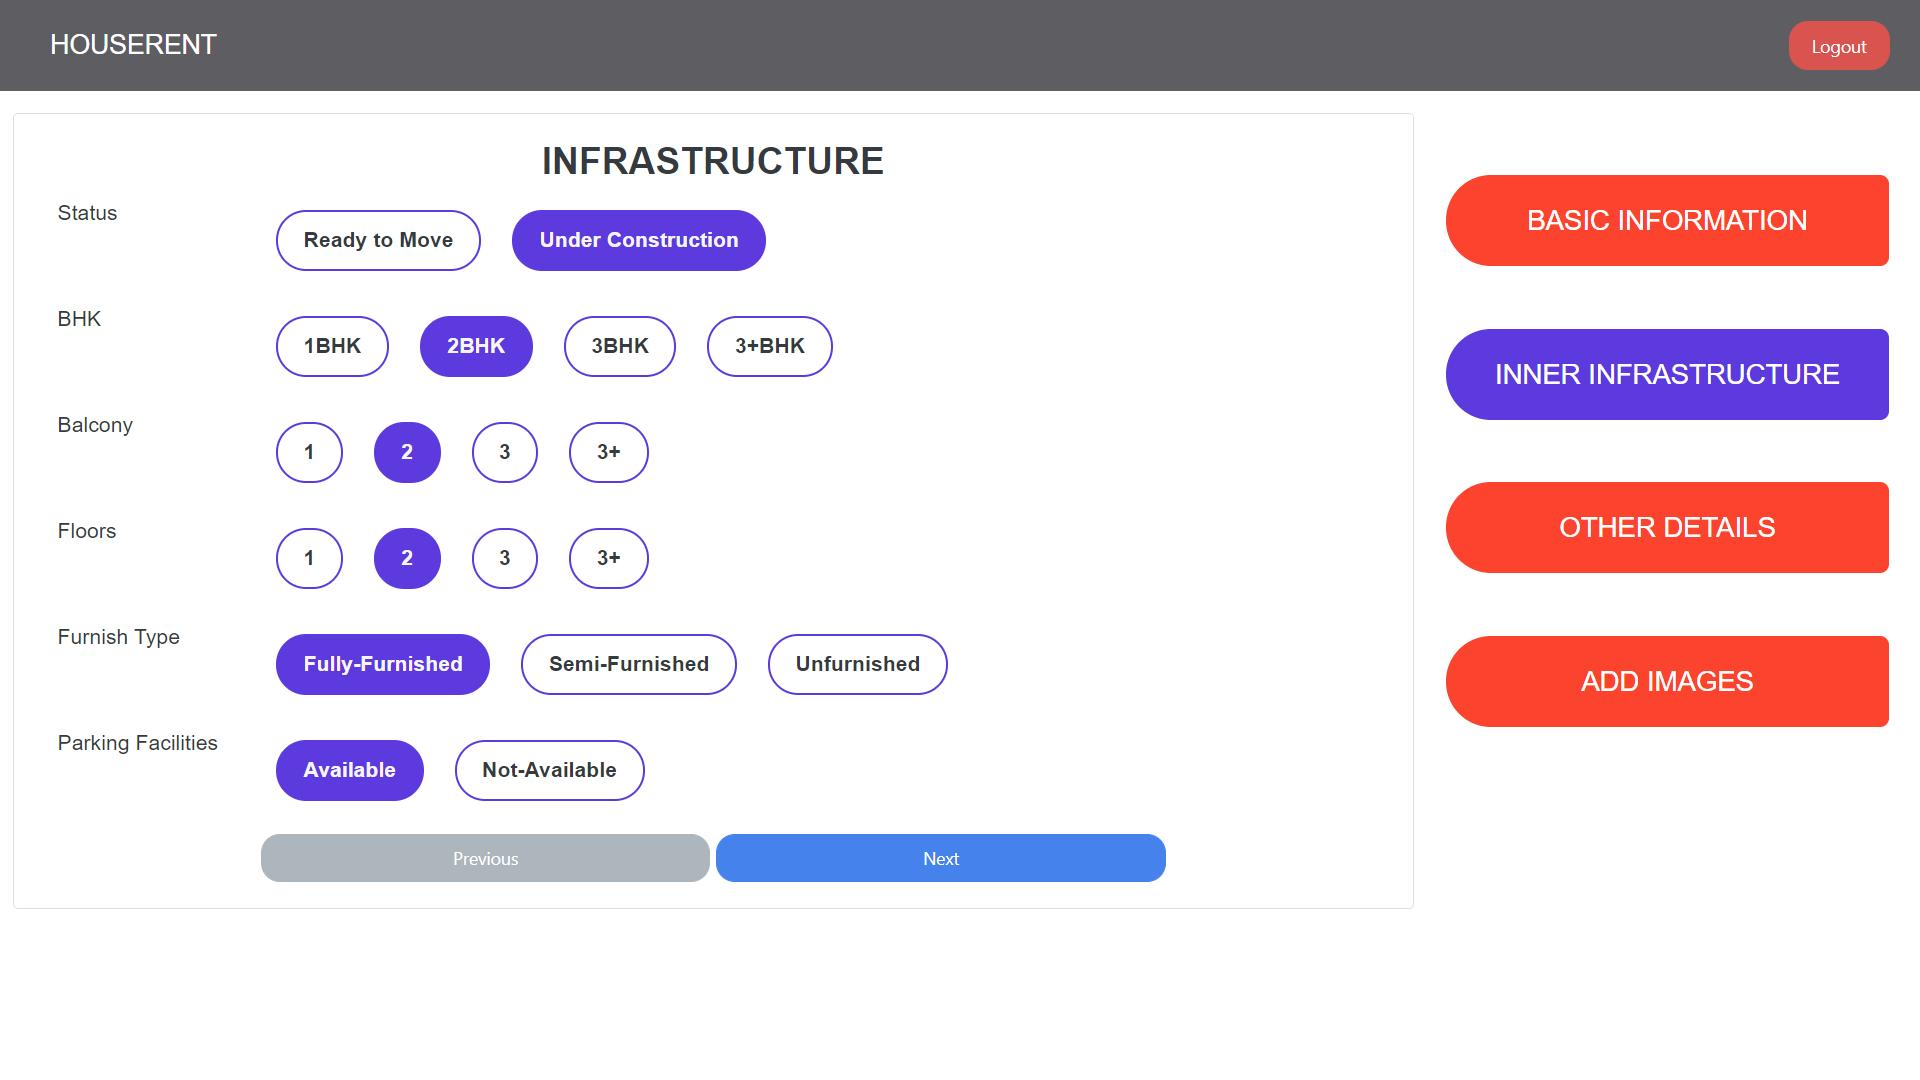 HOUSERENT
Logout
INFRASTRUCTURE
Status
Ready to Move Under Construction
BHK
1BHK 2BHK 3BHK 3+BHK
Balcony
1 2 3 3+
Floors
1 2 3 3+
Furnish Type
Fully-Furnished Semi-Furnished Unfurnished
Parking Facilities
Available Not-Available
Previous Next
BASIC INFORMATION
INNER INFRASTRUCTURE
OTHER DETAILS
ADD IMAGES